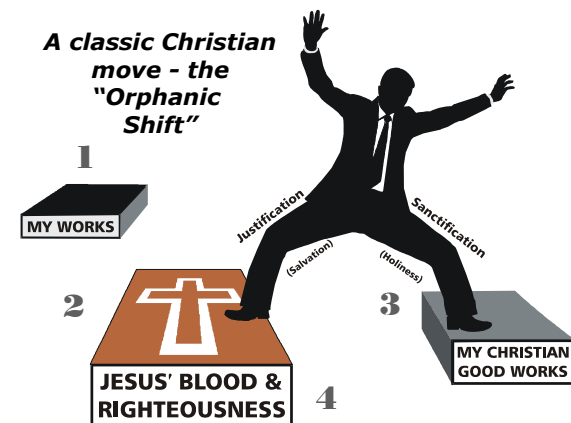 A classic Christian
move - the
“Orphanic
Shift”
1
MY WORKS
Justification
(Salvation)
Sanctification
(Holiness)
2
JESUS’ BLOOD &
RIGHTEOUSNESS
3
MY CHRISTIAN
GOOD WORKS
4